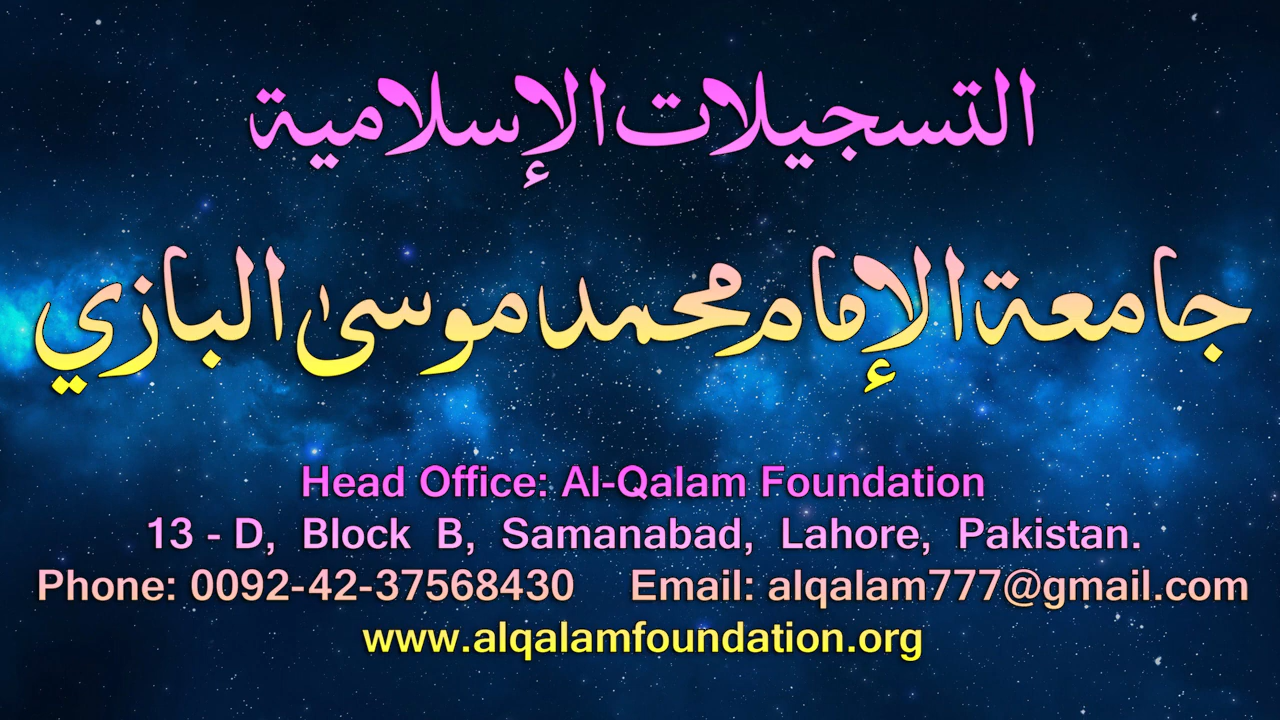 التسجيلات الإسلامية
جامعة الإمام محمد موسىٰ البازي
Head Office: Al-Qalam Foundation
13 - D, Block B, Samanabad, Lahore, Pakistan.
Phone: 0092-42-37568430 Email: alqalam777@gmail.com
www.alqalamfoundation.org